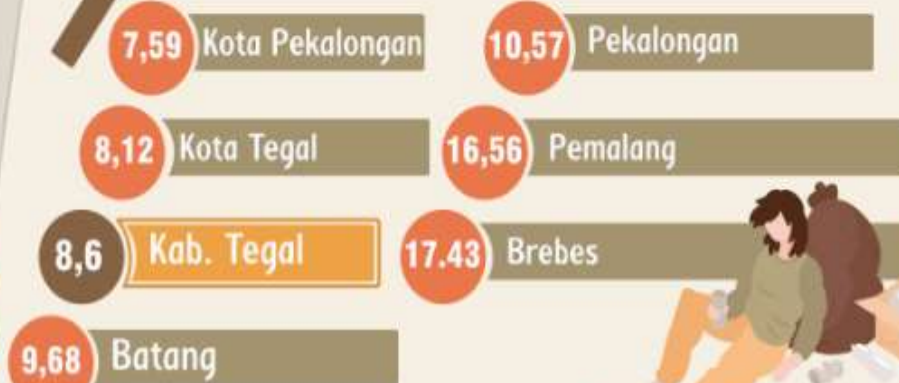 7,59 Kota Pekalongan
10,57 Pekalongan
8,12 Kota Tegal
16,56 Pemalang
8,6 Kab. Tegal
17.43 Brebes
9,68 Batang